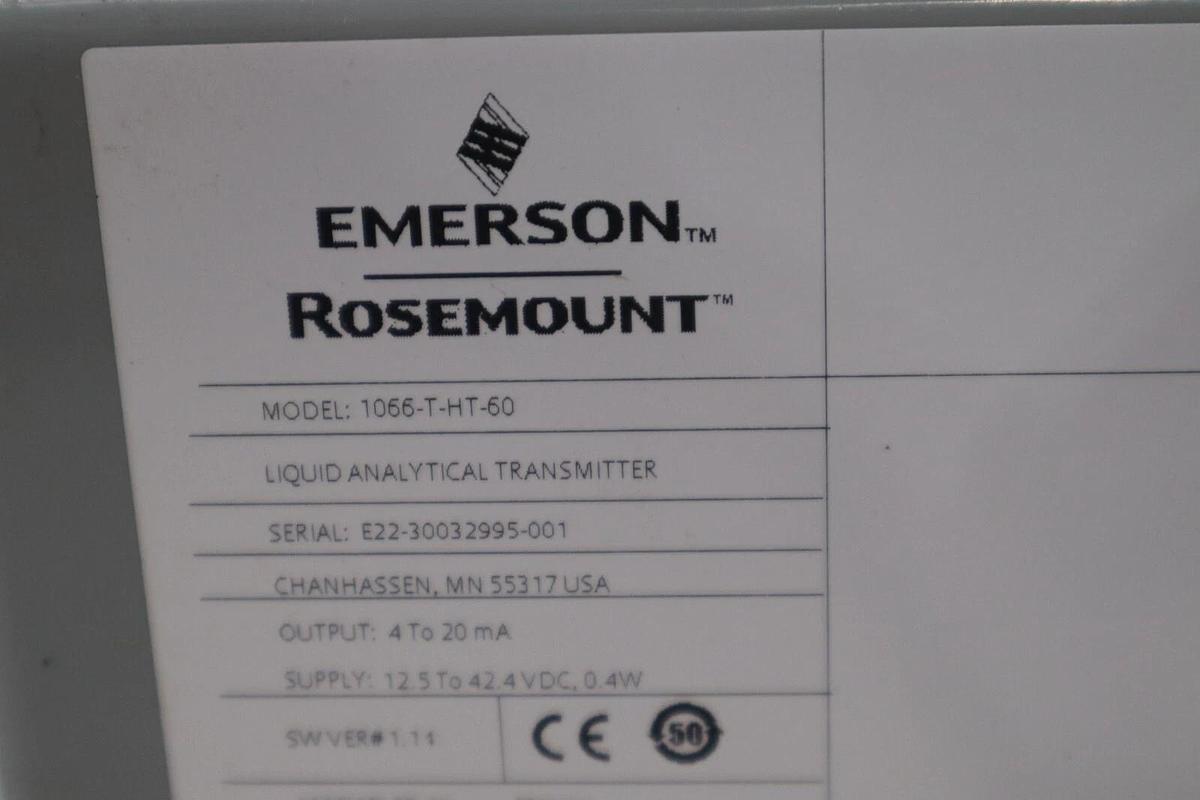 EMERSON™
ROSEMOUNT™
MODEL: 1066-T-HT-60
LIQUID ANALYTICAL TRANSMITTER
SERIAL: E22-30032995-001
CHANHASSEN, MN 55317 USA
OUTPUT: 4 To 20 mA
SUPPLY: 12.5 To 42.4 VDC, 0.4W
SW VER# 1.11
CE 50